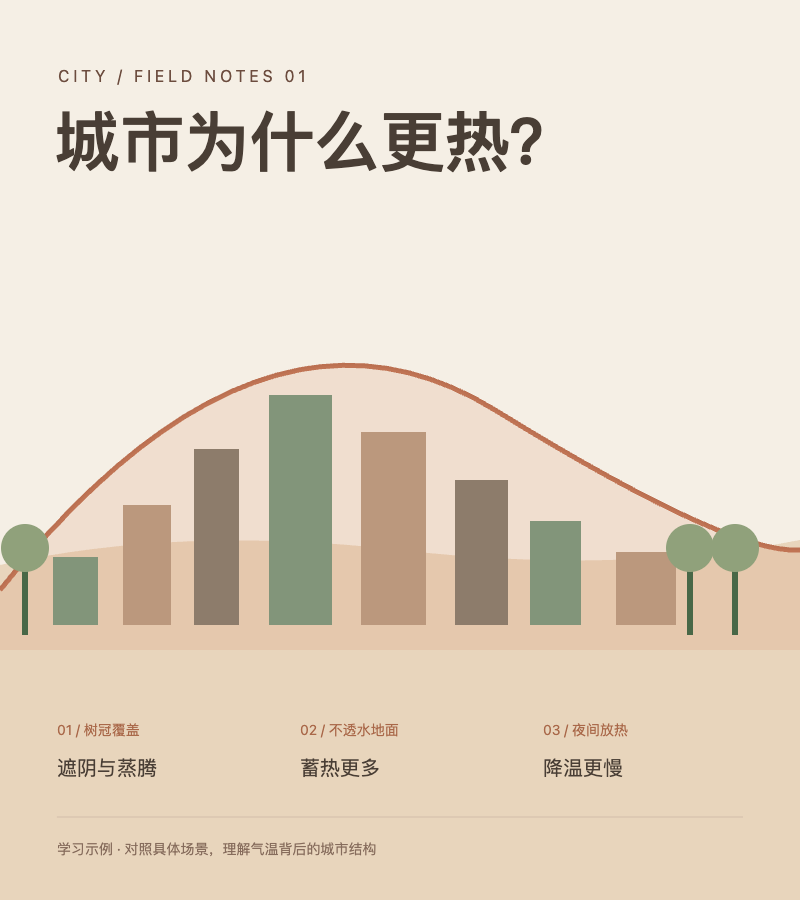 CITY / FIELD NOTES 01
城市为什么更热?
01 / 树冠覆盖
遮阴与蒸腾
02 / 不透水地面
蓄热更多
03 / 夜间放热
降温更慢
学习示例 · 对照具体场景，理解气温背后的城市结构